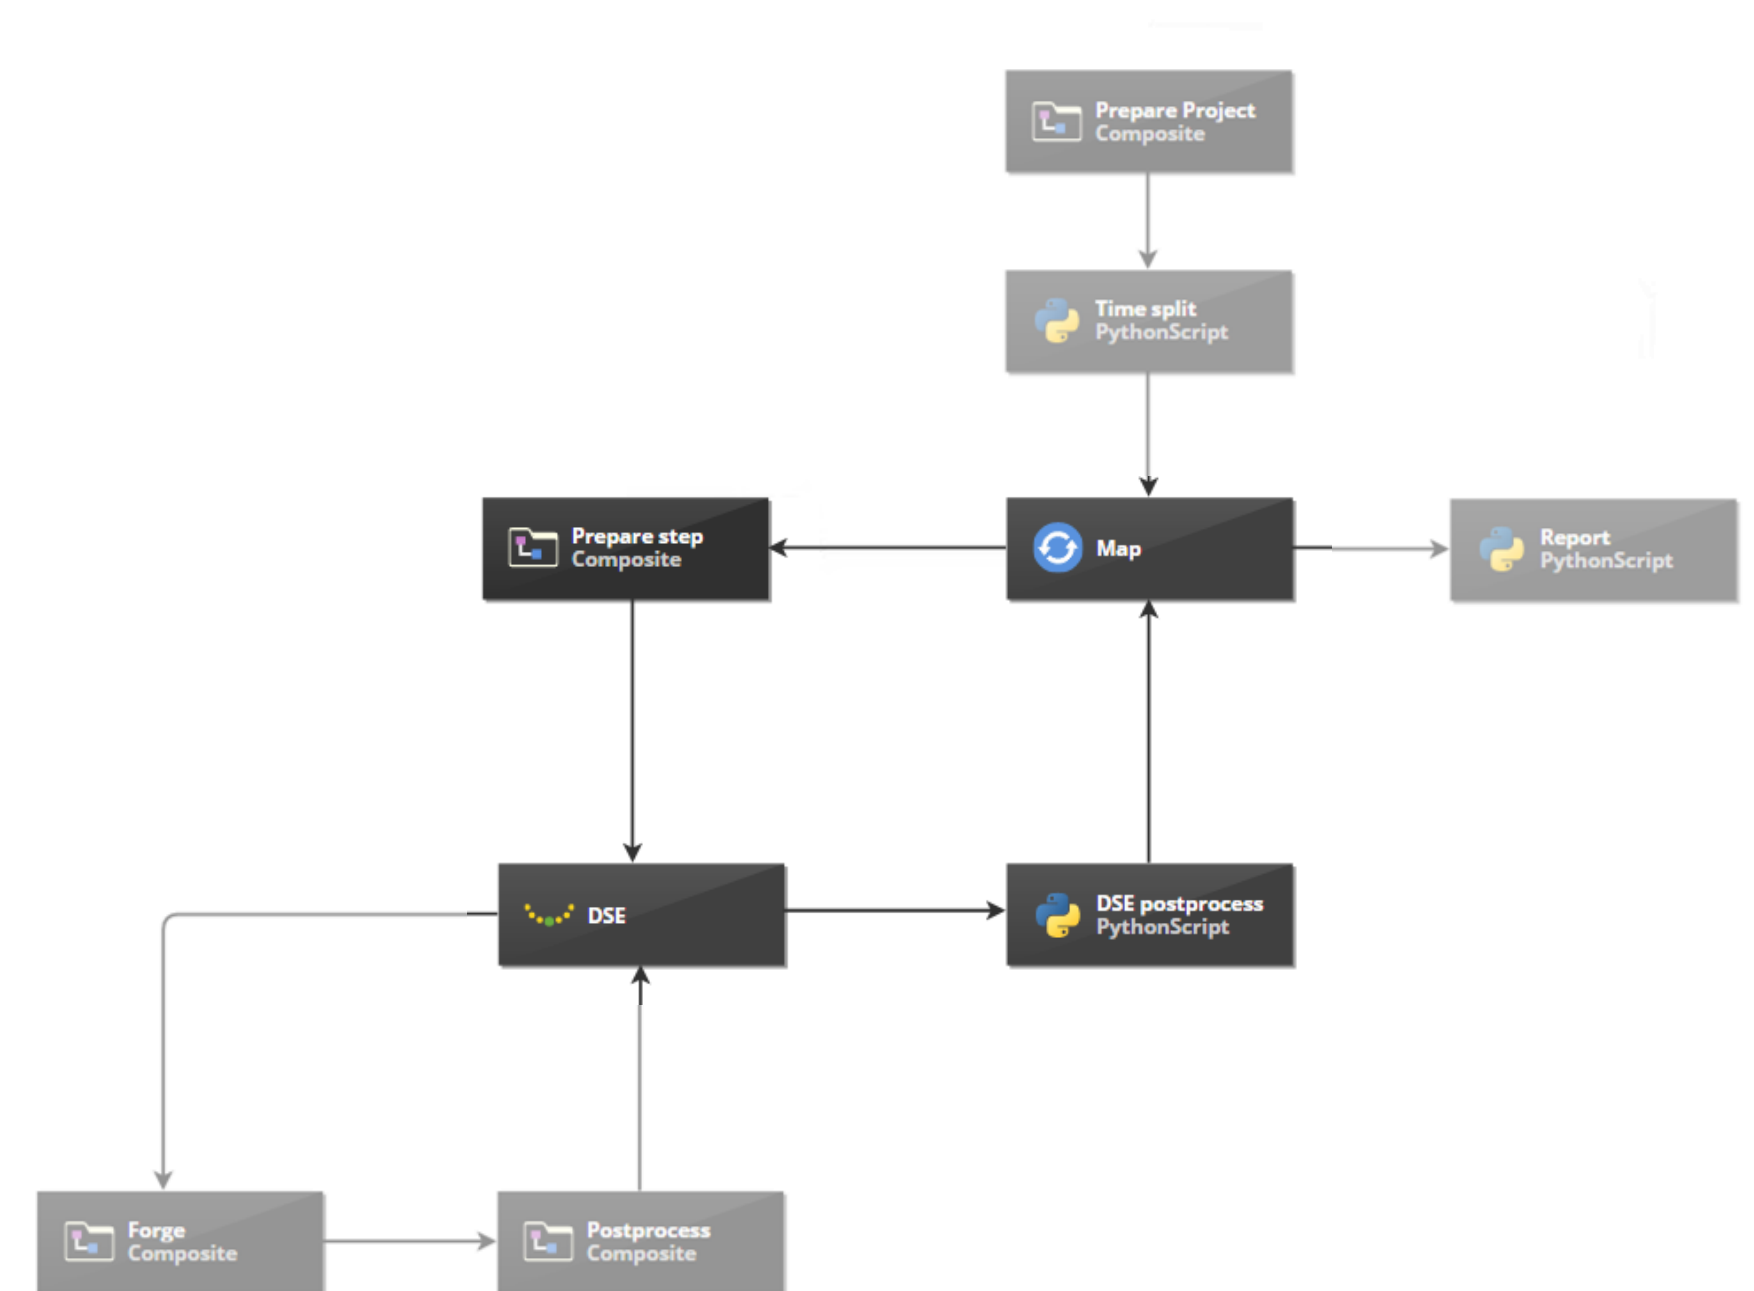 Prepare Project
Composite
Time split
PythonScript
Prepare step
Composite
Map
Report
PythonScript
DSE
DSE postprocess
PythonScript
Forge
Composite
Postprocess
Composite